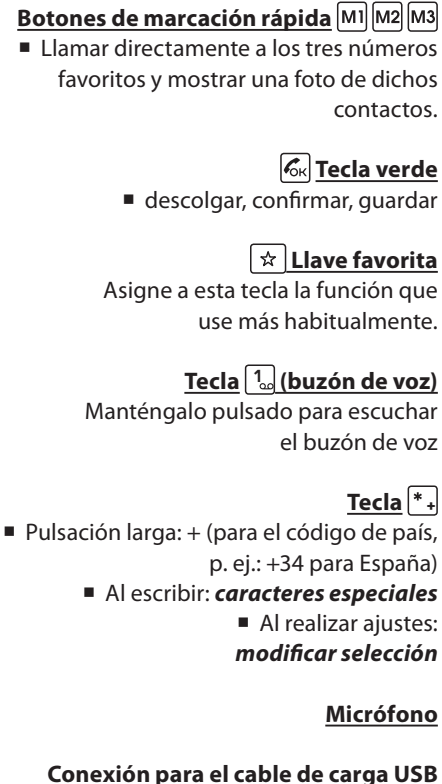 Botones de marcación rápida M1 M2 M3
■ Llamar directamente a los tres números
favoritos y mostrar una foto de dichos
contactos.
OK Tecla verde
■ descolgar, confirmar, guardar
☆ Llave favorita
Asigne a esta tecla la función que
use más habitualmente.
Tecla 1 (buzón de voz)
Manténgalo pulsado para escuchar
el buzón de voz
Tecla * +
■ Pulsación larga: + (para el código de país,
p. ej.: +34 para España)
■ Al escribir: caracteres especiales
■ Al realizar ajustes:
modificar selección
Micrófono
Conexión para el cable de carga USB